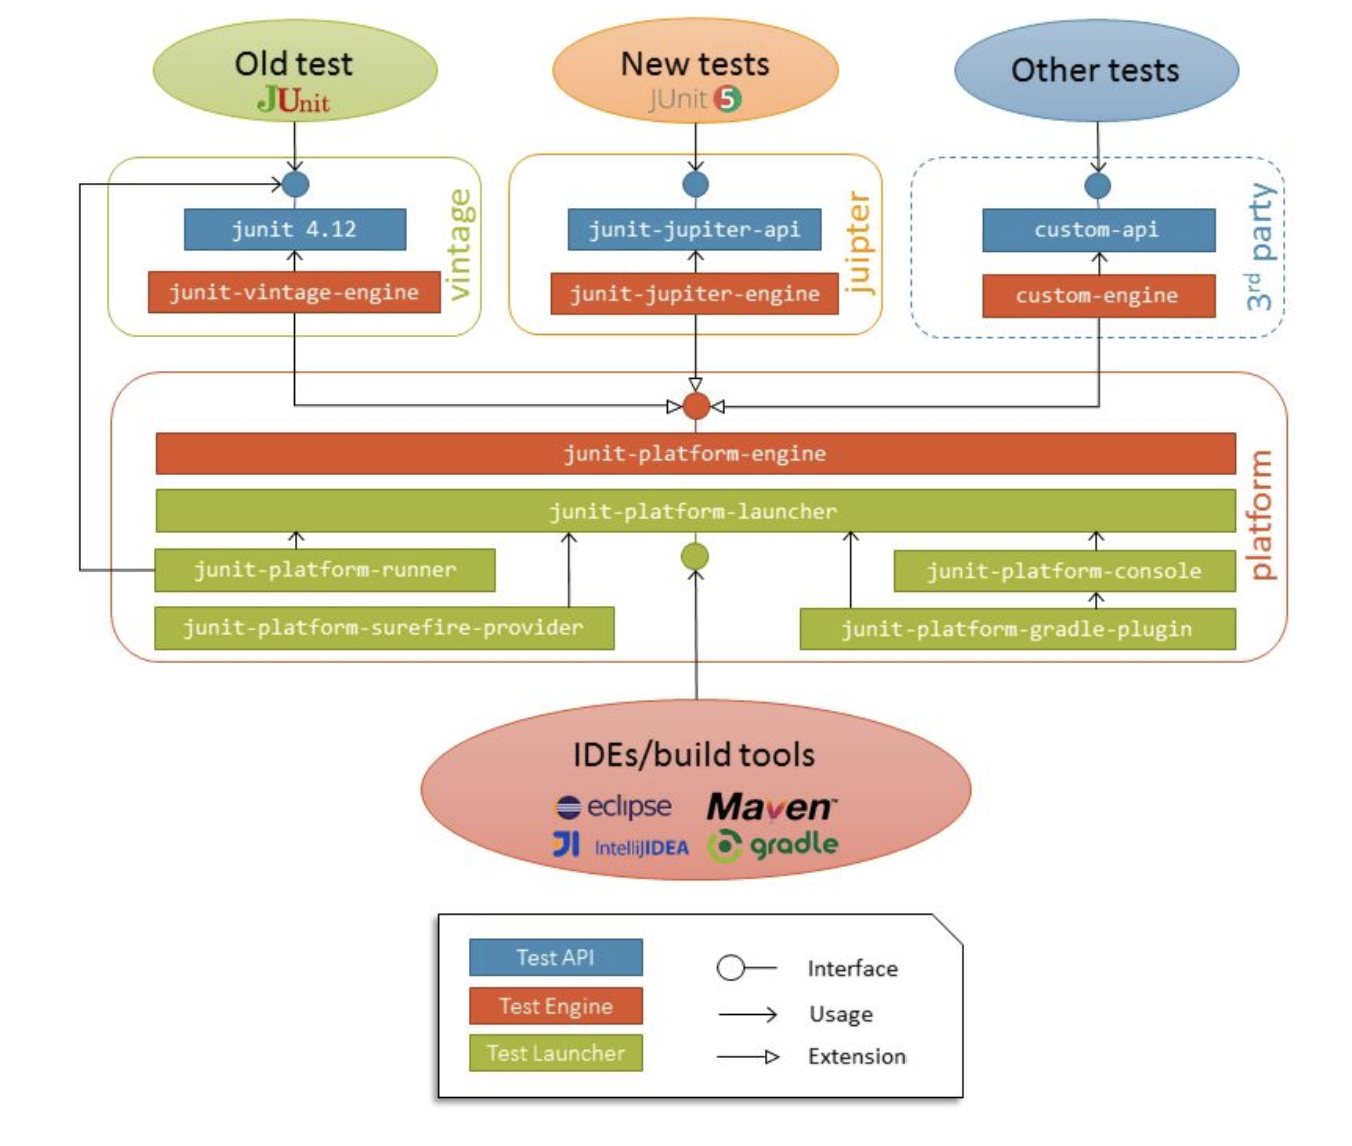 Old test
JUnit
New tests
JUnit 5
Other tests
junit 4.12
junit-vintage-engine
vintage
junit-jupiter-api
junit-jupiter-engine
juipter
custom-api
custom-engine
3rd party
junit-platform-engine
junit-platform-launcher
junit-platform-runner
junit-platform-console
junit-platform-surefire-provider
junit-platform-gradle-plugin
platform
IDEs/build tools
eclipse
Maven™
JI IntelliJIDEA
gradle
Test API
Interface
Test Engine
Usage
Test Launcher
Extension